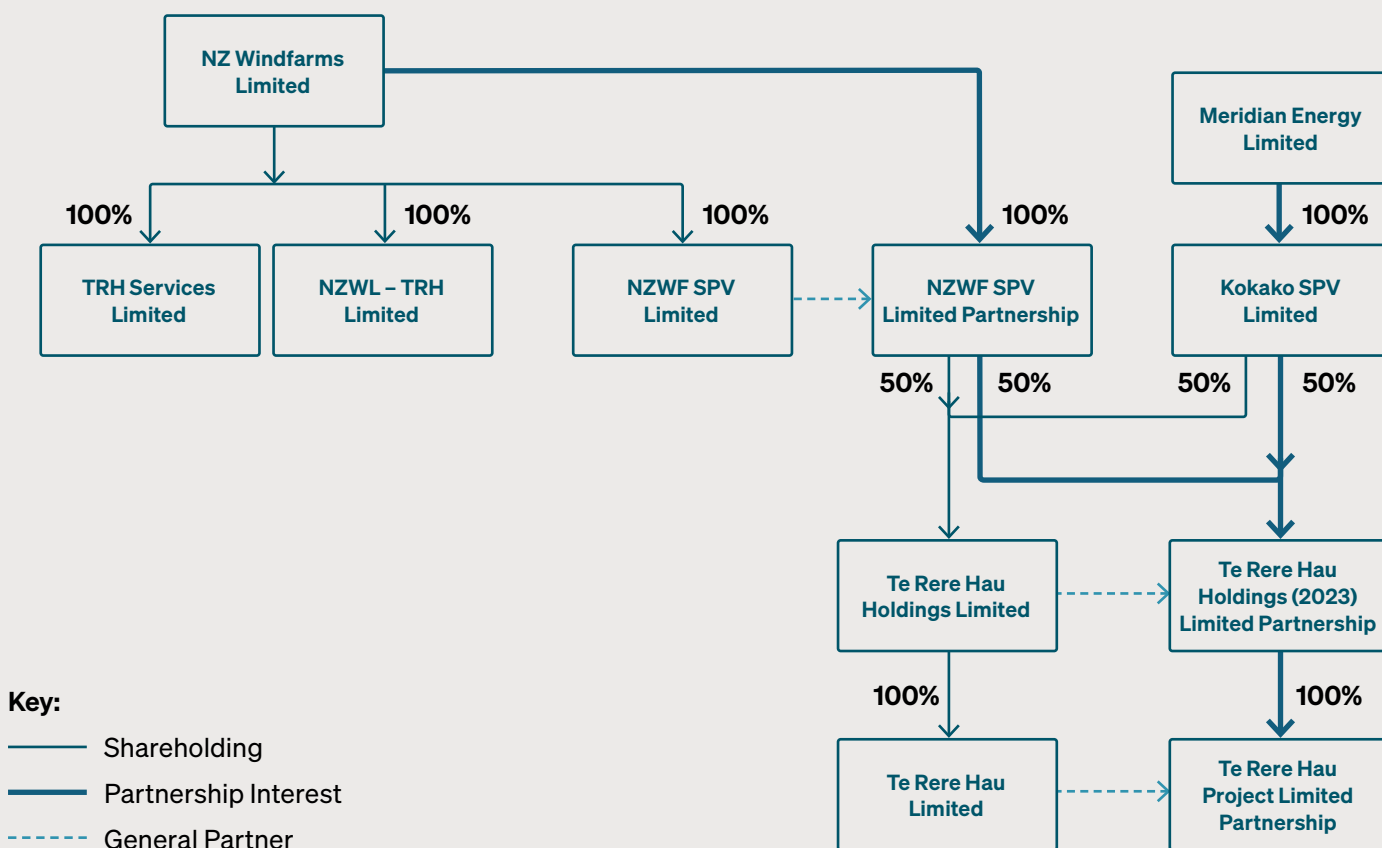 NZ Windfarms
Limited
Meridian Energy
Limited
100%
100%
100%
100%
100%
TRH Services
Limited
NZWL – TRH
Limited
NZWF SPV
Limited
NZWF SPV
Limited Partnership
Kokako SPV
Limited
50%
50%
50%
50%
Te Rere Hau
Holdings Limited
Te Rere Hau
Holdings (2023)
Limited Partnership
100%
100%
Te Rere Hau
Limited
Te Rere Hau
Project Limited
Partnership
Key:
Shareholding
Partnership Interest
General Partner